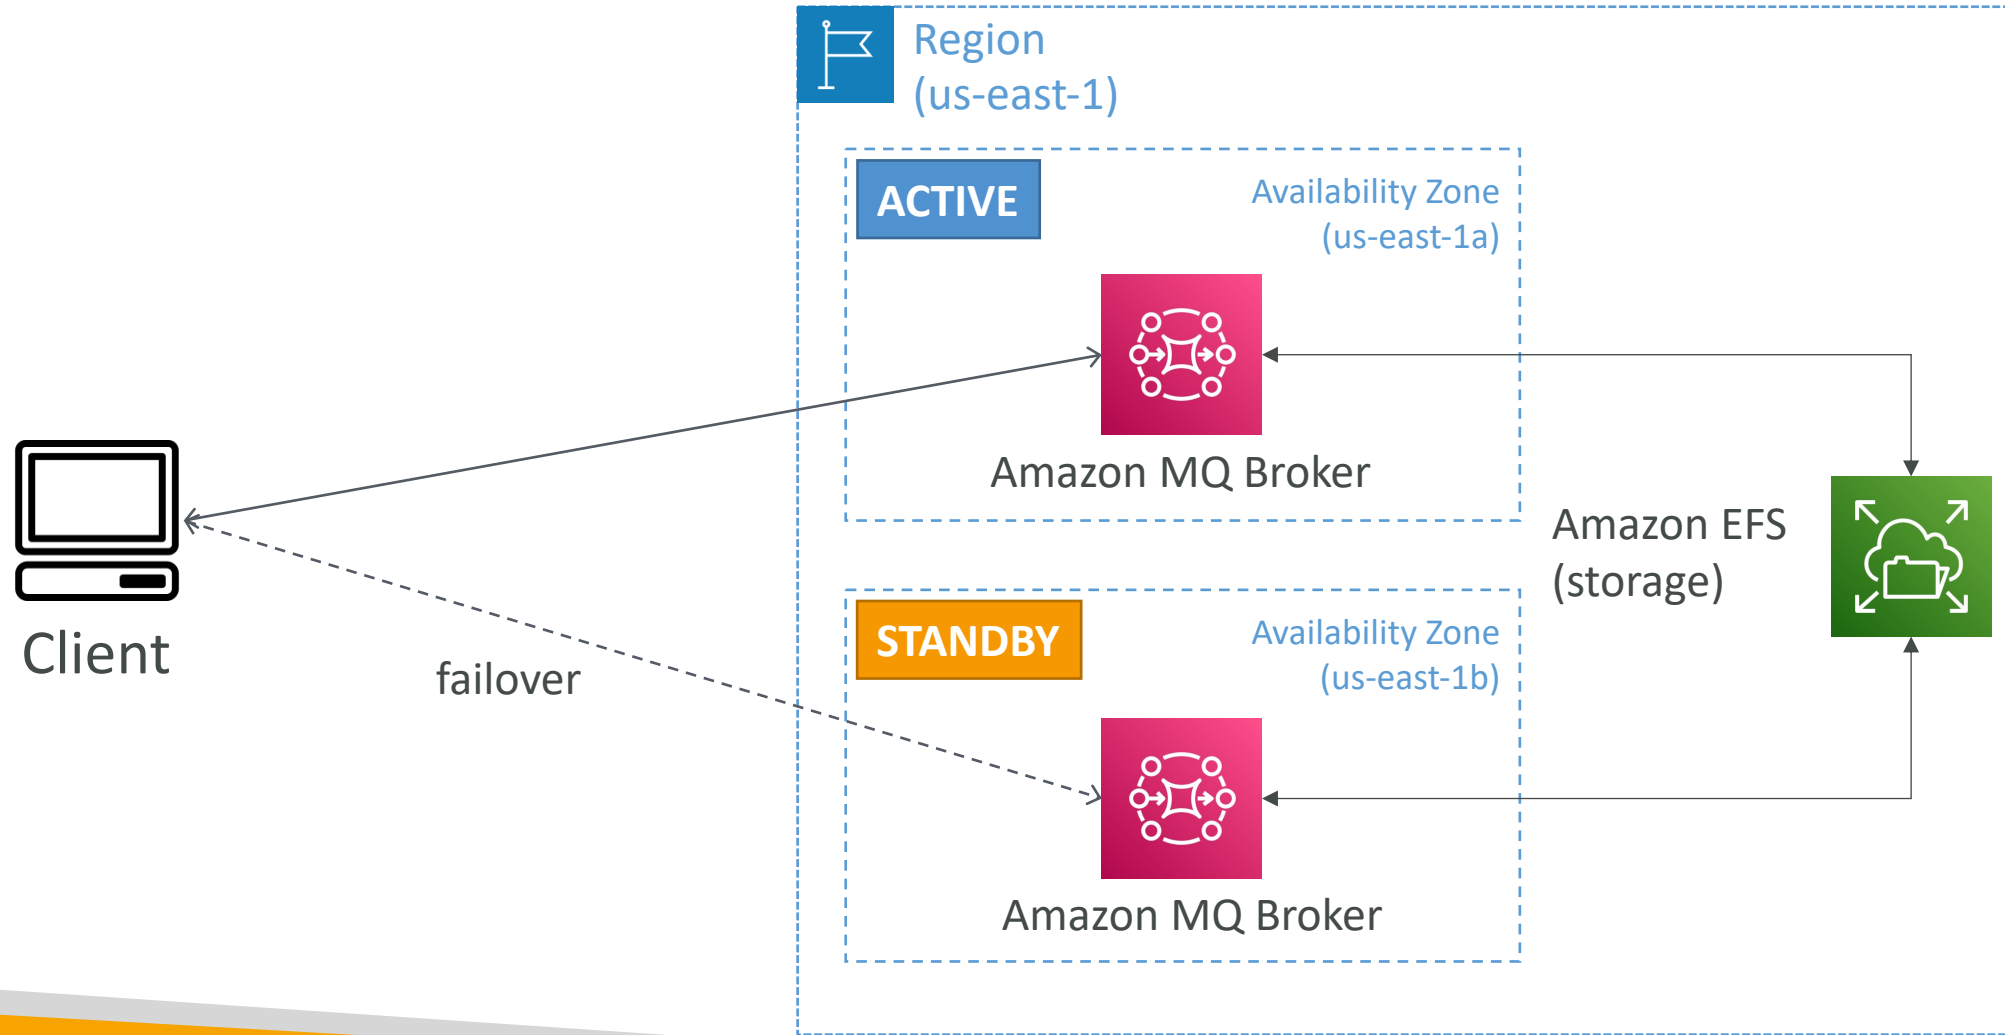 Region
(us-east-1)
ACTIVE
Availability Zone
(us-east-1a)
Amazon MQ Broker
Client
failover
Amazon EFS
(storage)
STANDBY
Availability Zone
(us-east-1b)
Amazon MQ Broker